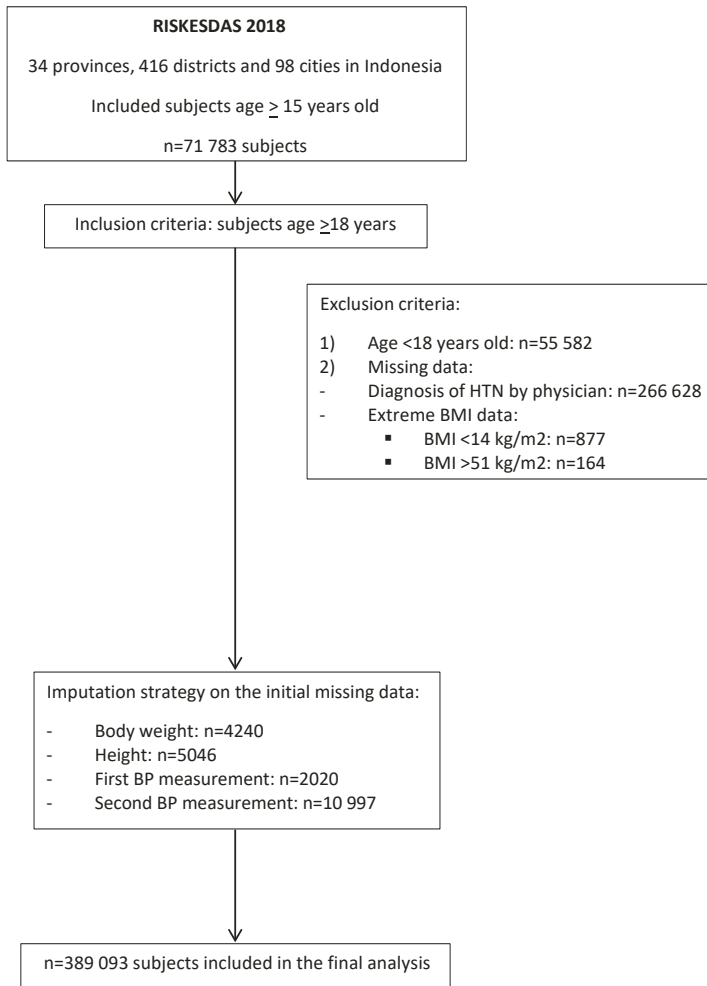 RISKESDAS 2018
34 provinces, 416 districts and 98 cities in Indonesia
Included subjects age ≥ 15 years old
n=71 783 subjects
Inclusion criteria: subjects age ≥18 years
Exclusion criteria:
1) Age <18 years old: n=55 582
2) Missing data:
- Diagnosis of HTN by physician: n=266 628
- Extreme BMI data:
▪ BMI <14 kg/m2: n=877
▪ BMI >51 kg/m2: n=164
Imputation strategy on the initial missing data:
- Body weight: n=4240
- Height: n=5046
- First BP measurement: n=2020
- Second BP measurement: n=10 997
n=389 093 subjects included in the final analysis